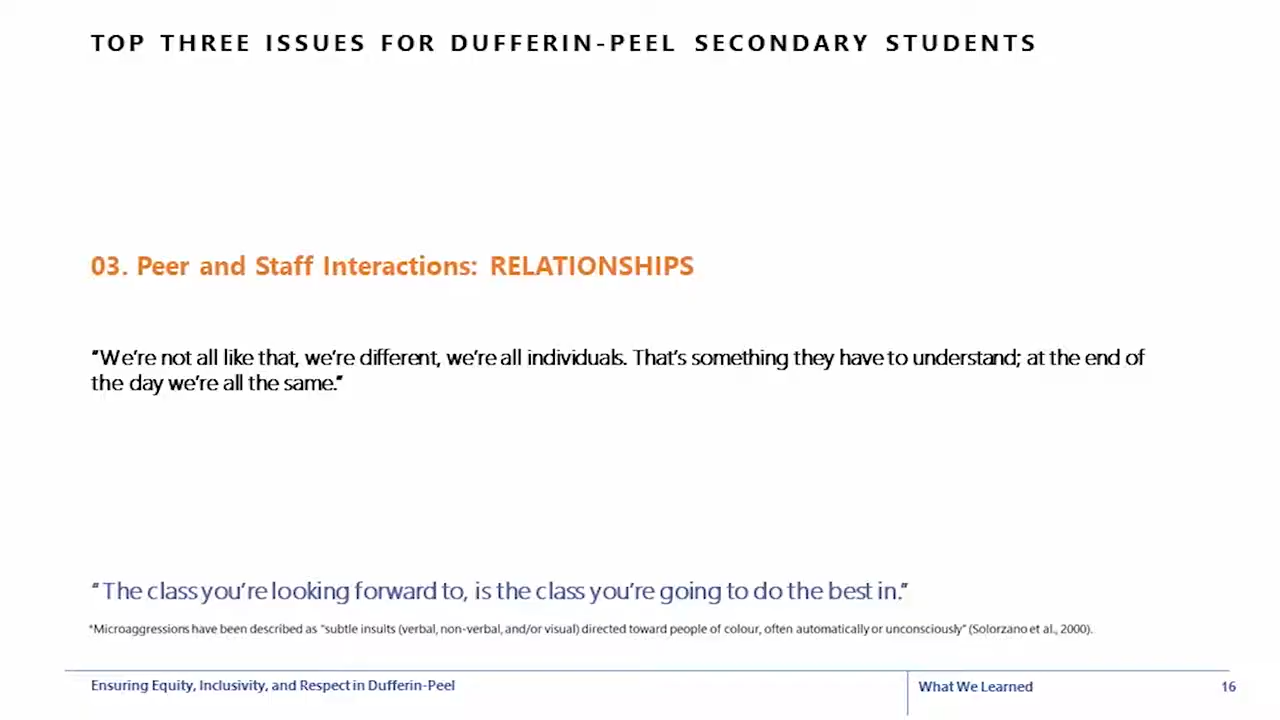 TOP THREE ISSUES FOR DUFFERIN-PEEL SECONDARY STUDENTS
03. Peer and Staff Interactions: RELATIONSHIPS
“We’re not all like that, we’re different, we’re all individuals. That’s something they have to understand; at the end of
the day we’re all the same.”
“The class you’re looking forward to, is the class you’re going to do the best in.”
*Microaggressions have been described as “subtle insults (verbal, non-verbal, and/or visual) directed toward people of colour, often automatically or unconsciously” (Solorzano et al., 2000).
Ensuring Equity, Inclusivity, and Respect in Dufferin-Peel
What We Learned
16